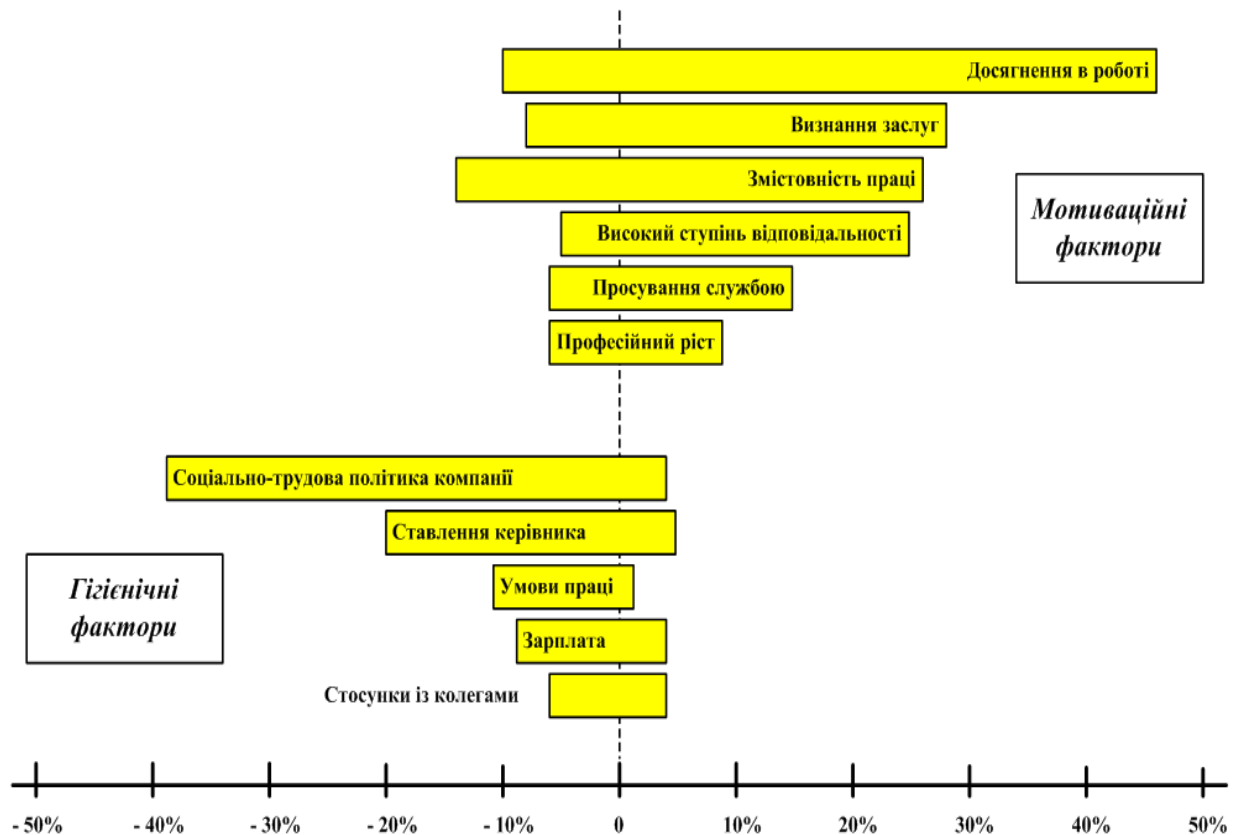 Досягнення в роботі
Визнання заслуг
Змістовність праці
Мотиваційні
фактори
Високий ступінь відповідальності
Просування службою
Професійний ріст
Соціально-трудова політика компанії
Ставлення керівника
Гігієнічні
фактори
Умови праці
Зарплата
Стосунки із колегами
- 50% - 40% - 30% - 20% - 10% 0 10% 20% 30% 40% 50%